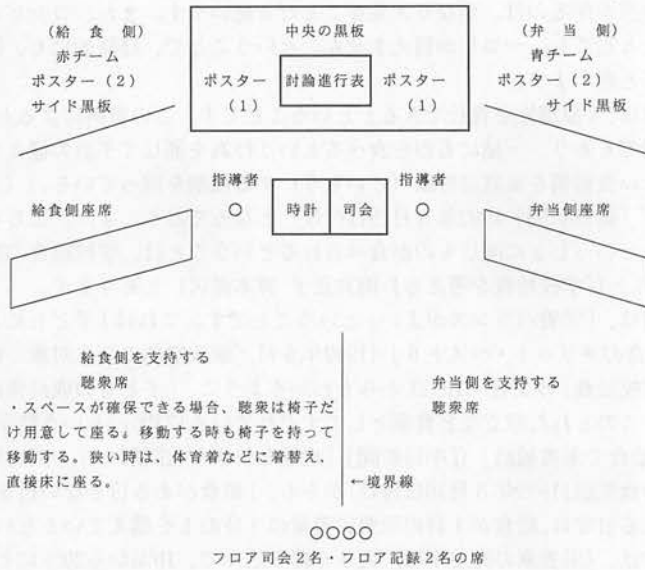 （給食側）
赤チーム
ポスター（2）
サイド黒板
中央の黒板
ポスター
（1）
討論進行表
ポスター
（1）
（弁当側）
青チーム
ポスター（2）
サイド黒板
給食側座席
指導者
○
時計
司会
指導者
○
弁当側座席
給食側を支持する
聴衆席
・スペースが確保できる場合、聴衆は椅子だ
け用意して座る。移動する時も椅子を持って
移動する。狭い時は、体育着などに着替え、
直接床に座る。
弁当側を支持する
聴衆席
←境界線
○○○○
フロア司会2名・フロア記録2名の席